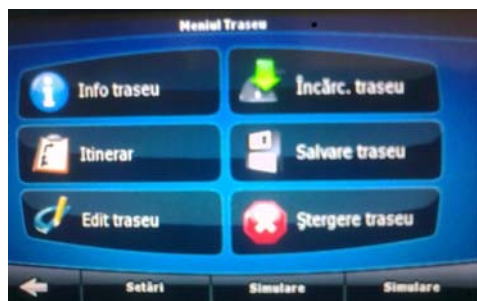 Meniul Traseu
Info traseu
Încărc. traseu
Itinerar
Salvare traseu
Edit traseu
Ştergere traseu
Setări
Simulare
Simulare